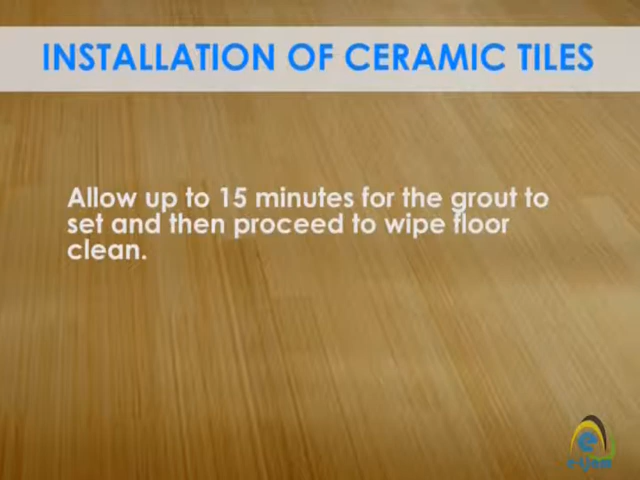 INSTALLATION OF CERAMIC TILES
Allow up to 15 minutes for the grout to
set and then proceed to wipe floor
clean.